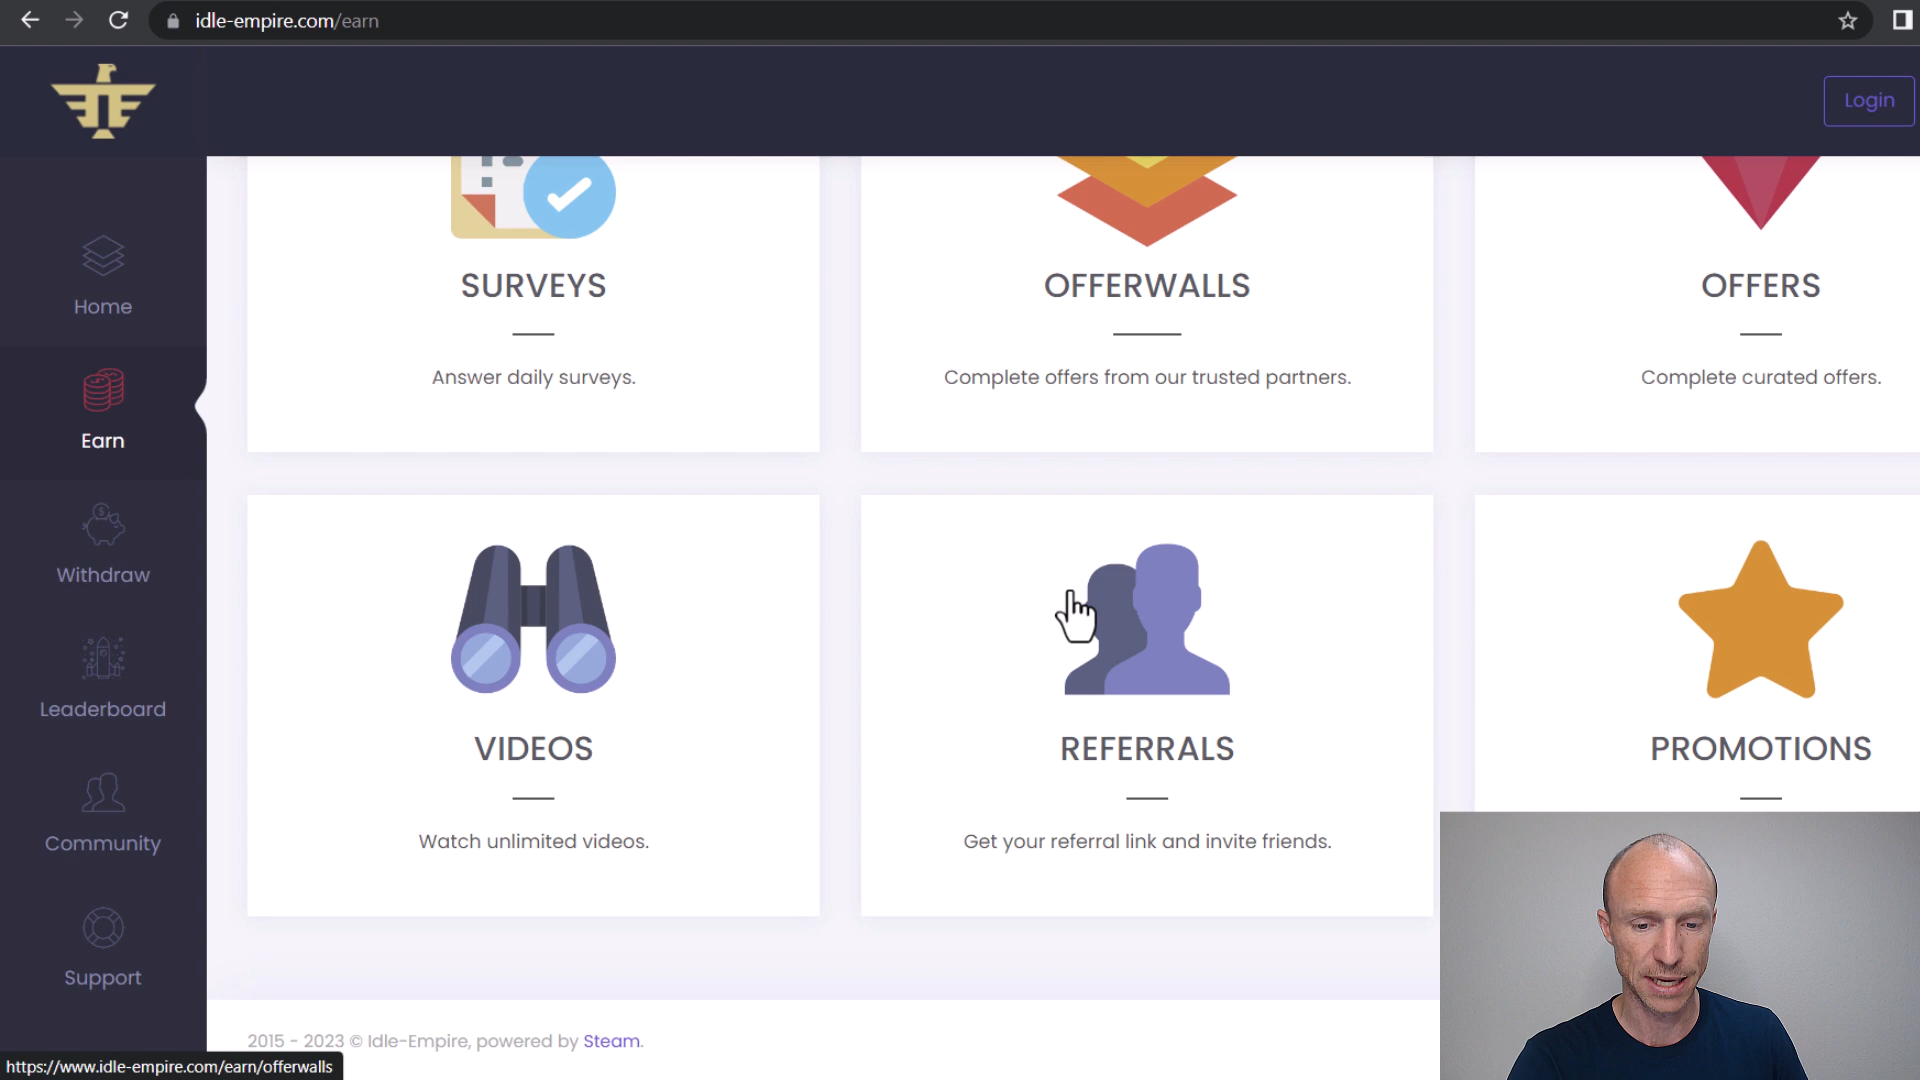 idle-empire.com/earn
Login
Home
Earn
Withdraw
Leaderboard
Community
Support
SURVEYS
Answer daily surveys.
OFFERWALLS
Complete offers from our trusted partners.
OFFERS
Complete curated offers.
VIDEOS
Watch unlimited videos.
REFERRALS
Get your referral link and invite friends.
PROMOTIONS
2015 - 2023 © Idle-Empire, powered by Steam.
https://www.idle-empire.com/earn/offerwalls